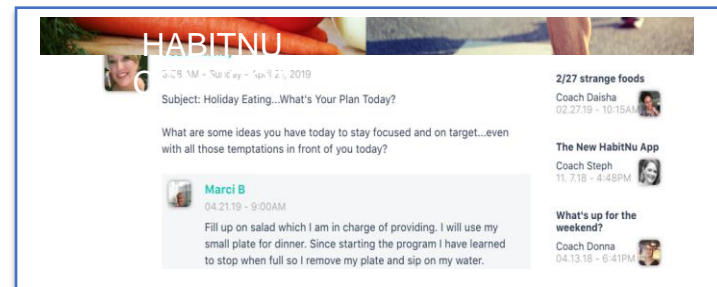 HABITNU
AM - Sunday - April 21, 2019
Subject: Holiday Eating...What's Your Plan Today?
What are some ideas you have today to stay focused and on target...even
with all those temptations in front of you today?
Marci B
04.21.19 - 9:00AM
Fill up on salad which I am in charge of providing. I will use my
small plate for dinner. Since starting the program I have learned
to stop when full so I remove my plate and sip on my water.
2/27 strange foods
Coach Daisha
02.27.19 - 10:15AM
The New HabitNu App
Coach Steph
11. 7.18 - 4:48PM
What's up for the
weekend?
Coach Donna
04.13.18 - 6:41PM